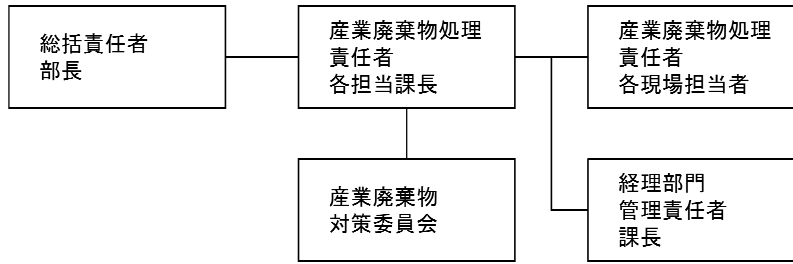 総括責任者
部長
産業廃棄物処理
責任者
各担当課長
産業廃棄物処理
責任者
各現場担当者
産業廃棄物
対策委員会
経理部門
管理責任者
課長